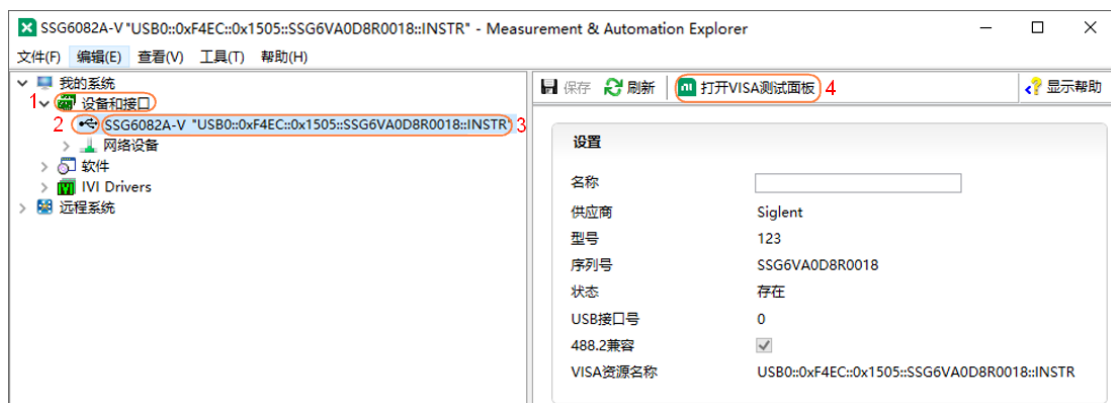 SSG6082A-V "USB0::0xF4EC::0x1505::SSG6VA0D8R0018::INSTR" - Measurement & Automation Explorer
文件(F) 编辑(E) 查看(V) 工具(T) 帮助(H)
我的系统
1 设备和接口
2 SSG6082A-V "USB0::0xF4EC::0x1505::SSG6VA0D8R0018::INSTR" 3
网络设备
软件
IVI Drivers
远程系统
保存 刷新 打开VISA测试面板 4 显示帮助
设置
名称
供应商 Siglent
型号 123
序列号 SSG6VA0D8R0018
状态 存在
USB接口号 0
488.2兼容
VISA资源名称 USB0::0xF4EC::0x1505::SSG6VA0D8R0018::INSTR